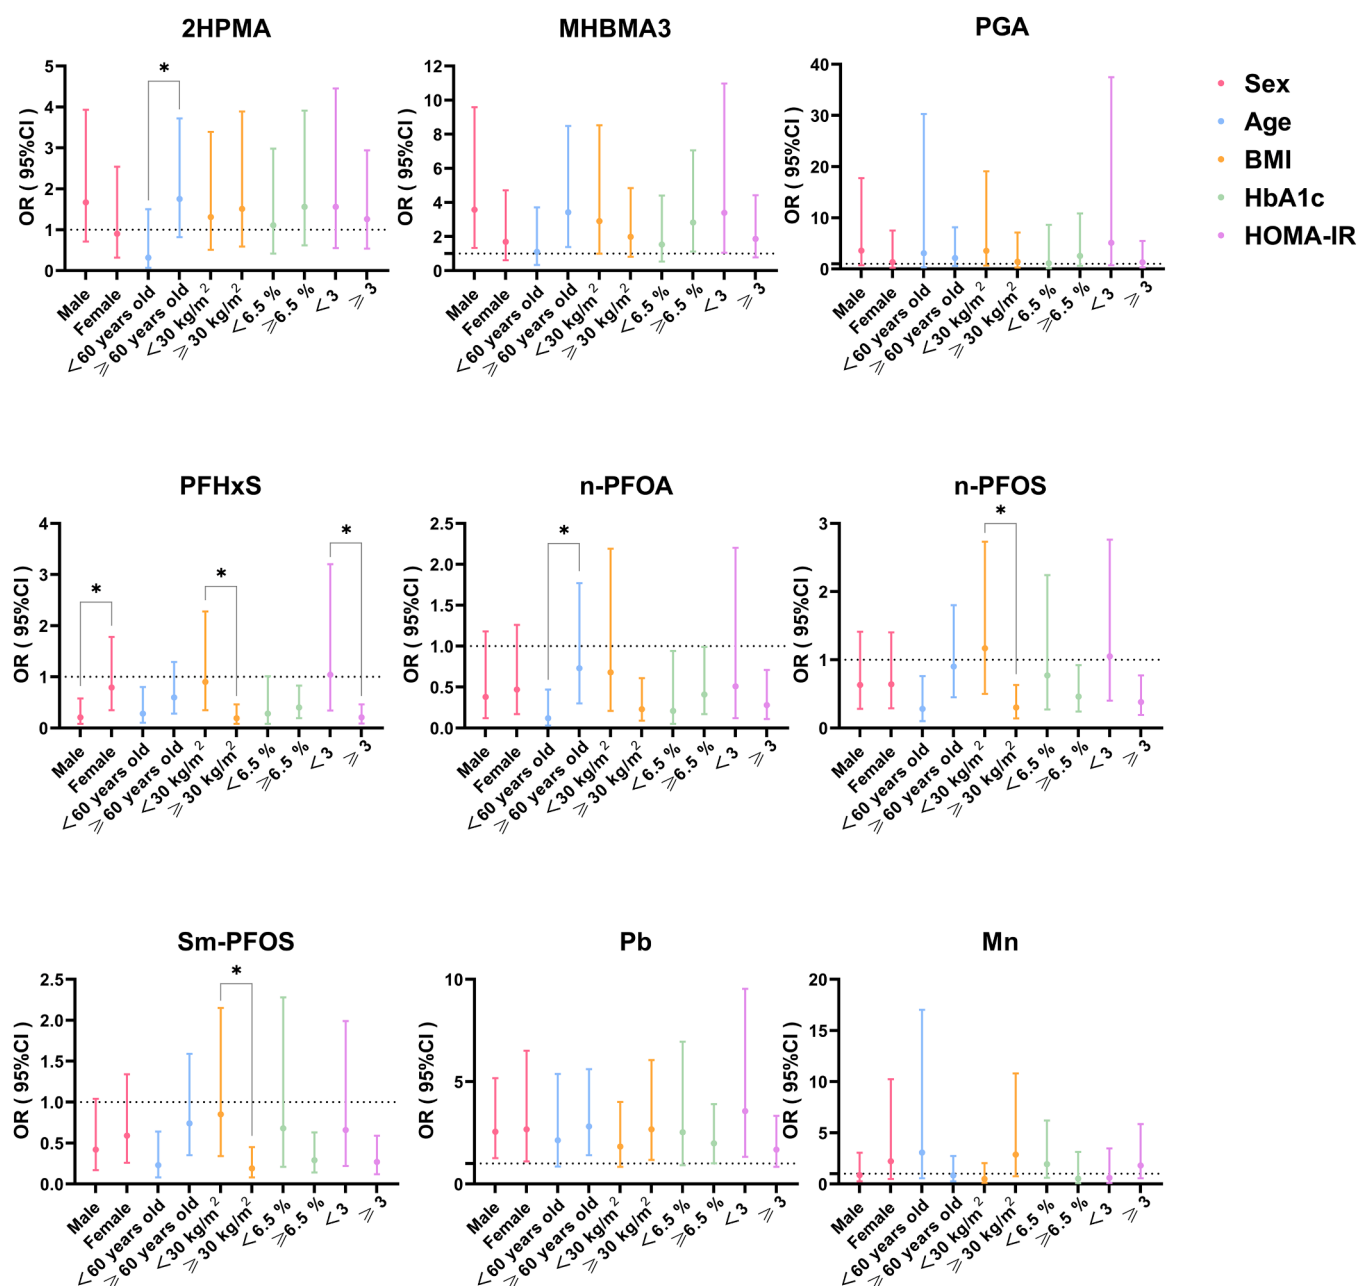 2HPMA
OR ( 95%CI )
5
4
3
2
1
0
*
Male
Female
<60 years old
⩾60 years old
<30 kg/m²
⩾30 kg/m²
<6.5 %
⩾6.5 %
<3
⩾3
MHBMA3
OR ( 95%CI )
12
10
8
6
4
2
0
Male
Female
<60 years old
⩾60 years old
<30 kg/m²
⩾30 kg/m²
<6.5 %
⩾6.5 %
<3
⩾3
PGA
OR ( 95%CI )
40
30
20
10
0
Male
Female
<60 years old
⩾60 years old
<30 kg/m²
⩾30 kg/m²
<6.5 %
⩾6.5 %
<3
⩾3
Sex
Age
BMI
HbA1c
HOMA-IR
PFHxS
OR ( 95%CI )
4
3
2
1
0
*
*
*
Male
Female
<60 years old
⩾60 years old
<30 kg/m²
⩾30 kg/m²
<6.5 %
⩾6.5 %
<3
⩾3
n-PFOA
OR ( 95%CI )
2.5
2.0
1.5
1.0
0.5
0.0
*
Male
Female
<60 years old
⩾60 years old
<30 kg/m²
⩾30 kg/m²
<6.5 %
⩾6.5 %
<3
⩾3
n-PFOS
OR ( 95%CI )
3
2
1
0
*
Male
Female
<60 years old
⩾60 years old
<30 kg/m²
⩾30 kg/m²
<6.5 %
⩾6.5 %
<3
⩾3
Sm-PFOS
OR ( 95%CI )
2.5
2.0
1.5
1.0
0.5
0.0
*
Male
Female
<60 years old
⩾60 years old
<30 kg/m²
⩾30 kg/m²
<6.5 %
⩾6.5 %
<3
⩾3
Pb
OR ( 95%CI )
10
5
0
Male
Female
<60 years old
⩾60 years old
<30 kg/m²
⩾30 kg/m²
<6.5 %
⩾6.5 %
<3
⩾3
Mn
OR ( 95%CI )
20
15
10
5
0
Male
Female
<60 years old
⩾60 years old
<30 kg/m²
⩾30 kg/m²
<6.5 %
⩾6.5 %
<3
⩾3